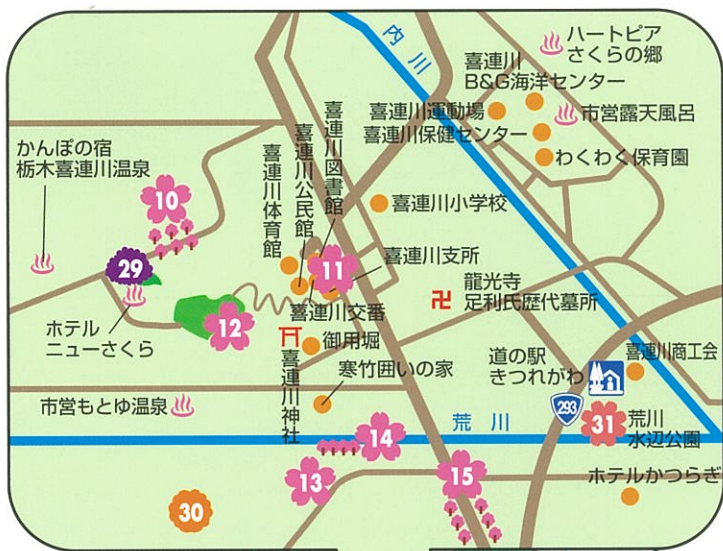 内川
ハートピア
さくらの郷
喜連川
B&G海洋センター
喜連川運動場
市営露天風呂
喜連川保健センター
わくわく保育園
かんぽの宿
栃木喜連川温泉
10
喜連川図書館
喜連川公民館
喜連川体育館
喜連川小学校
29
11
喜連川支所
卍
龍光寺
足利氏歴代墓所
12
喜連川交番
ホテル
ニューさくら
御用堀
喜連川神社
寒竹囲いの家
道の駅
きつれがわ
喜連川商工会
293
市営もとゆ温泉
荒川
31
荒川
水辺公園
14
13
15
ホテルかつらぎ
30